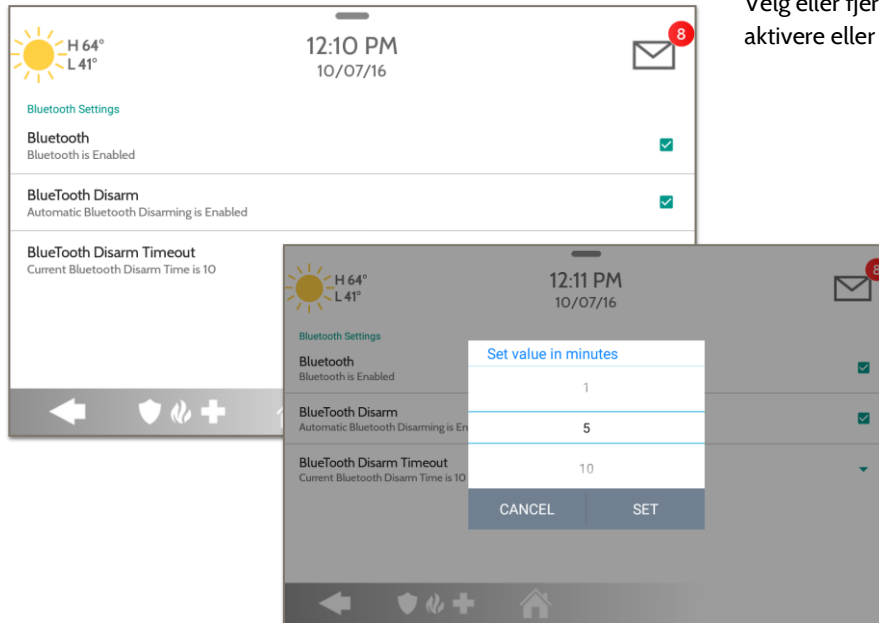 Velg eller fjer
aktivere eller
H 64°
L 41°
12:10 PM
10/07/16
8
Bluetooth Settings
Bluetooth
Bluetooth is Enabled
BlueTooth Disarm
Automatic Bluetooth Disarming is Enabled
BlueTooth Disarm Timeout
Current Bluetooth Disarm Time is 10
H 64°
L 41°
12:11 PM
10/07/16
8
Bluetooth Settings
Bluetooth
Bluetooth is Enabled
BlueTooth Disarm
Automatic Bluetooth Disarming is En
BlueTooth Disarm Timeout
Current Bluetooth Disarm Time is 10
Set value in minutes
1
5
10
CANCEL SET